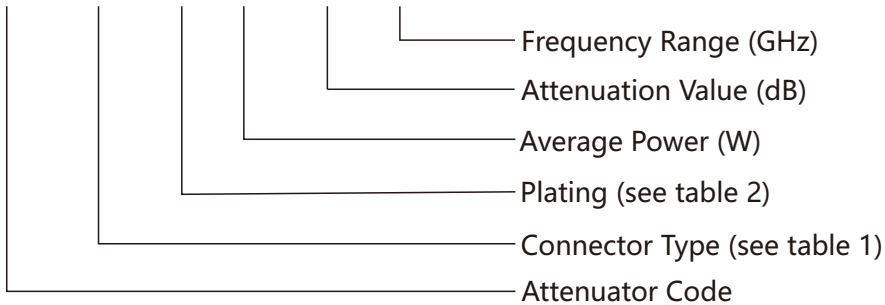 Frequency Range (GHz)
Attenuation Value (dB)
Average Power (W)
Plating (see table 2)
Connector Type (see table 1)
Attenuator Code